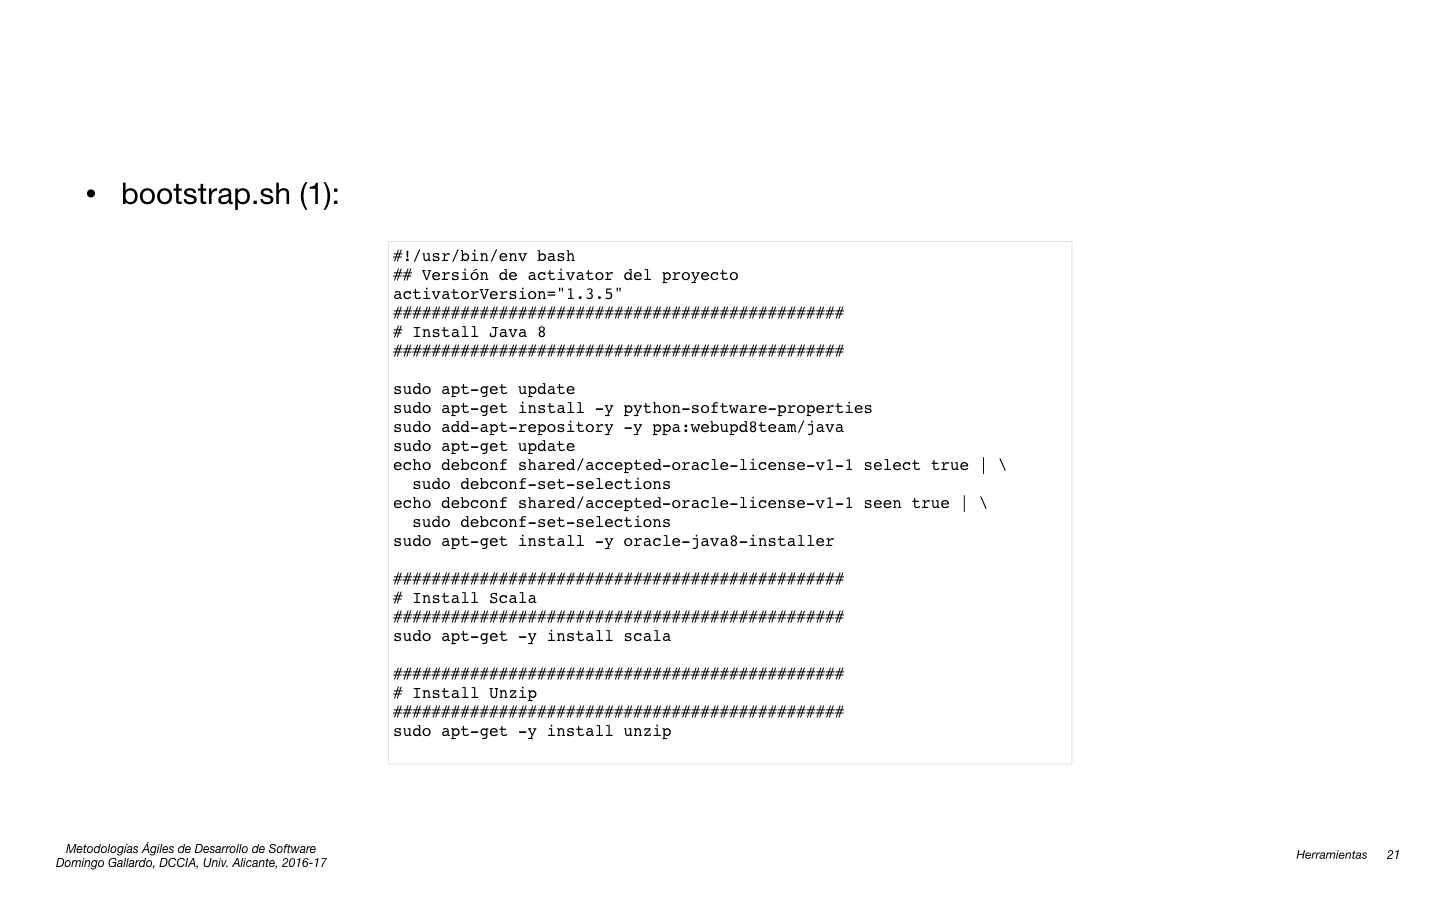 • bootstrap.sh (1):
#!/usr/bin/env bash
## Versión de activator del proyecto
activatorVersion="1.3.5"
###############################################
# Install Java 8
###############################################
sudo apt-get update
sudo apt-get install -y python-software-properties
sudo add-apt-repository -y ppa:webupd8team/java
sudo apt-get update
echo debconf shared/accepted-oracle-license-v1-1 select true | \
  sudo debconf-set-selections
echo debconf shared/accepted-oracle-license-v1-1 seen true | \
  sudo debconf-set-selections
sudo apt-get install -y oracle-java8-installer
###############################################
# Install Scala
###############################################
sudo apt-get -y install scala
###############################################
# Install Unzip
###############################################
sudo apt-get -y install unzip
Metodologías Ágiles de Desarrollo de Software
Domingo Gallardo, DCCIA, Univ. Alicante, 2016-17
Herramientas 21